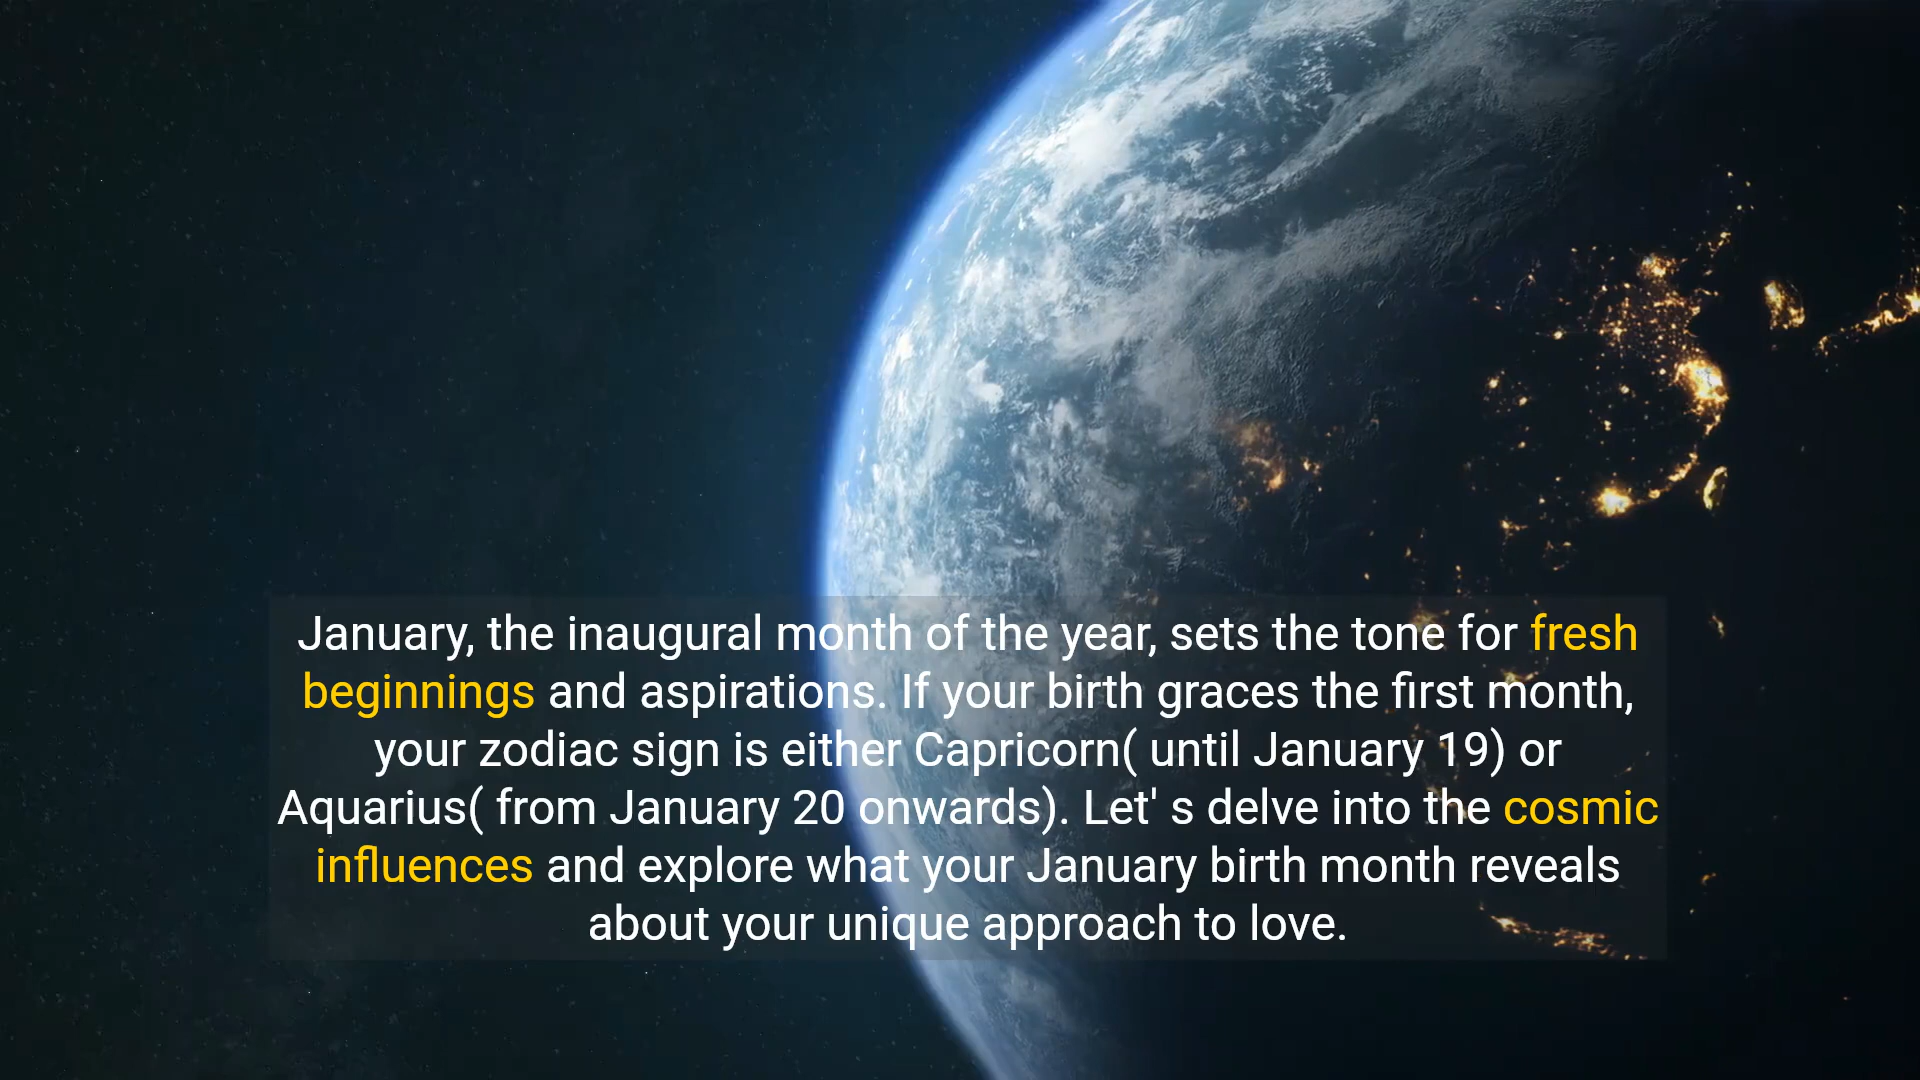 January, the inaugural month of the year, sets the tone for fresh
beginnings and aspirations. If your birth graces the first month,
your zodiac sign is either Capricorn( until January 19) or
Aquarius( from January 20 onwards). Let' s delve into the cosmic
influences and explore what your January birth month reveals
about your unique approach to love.